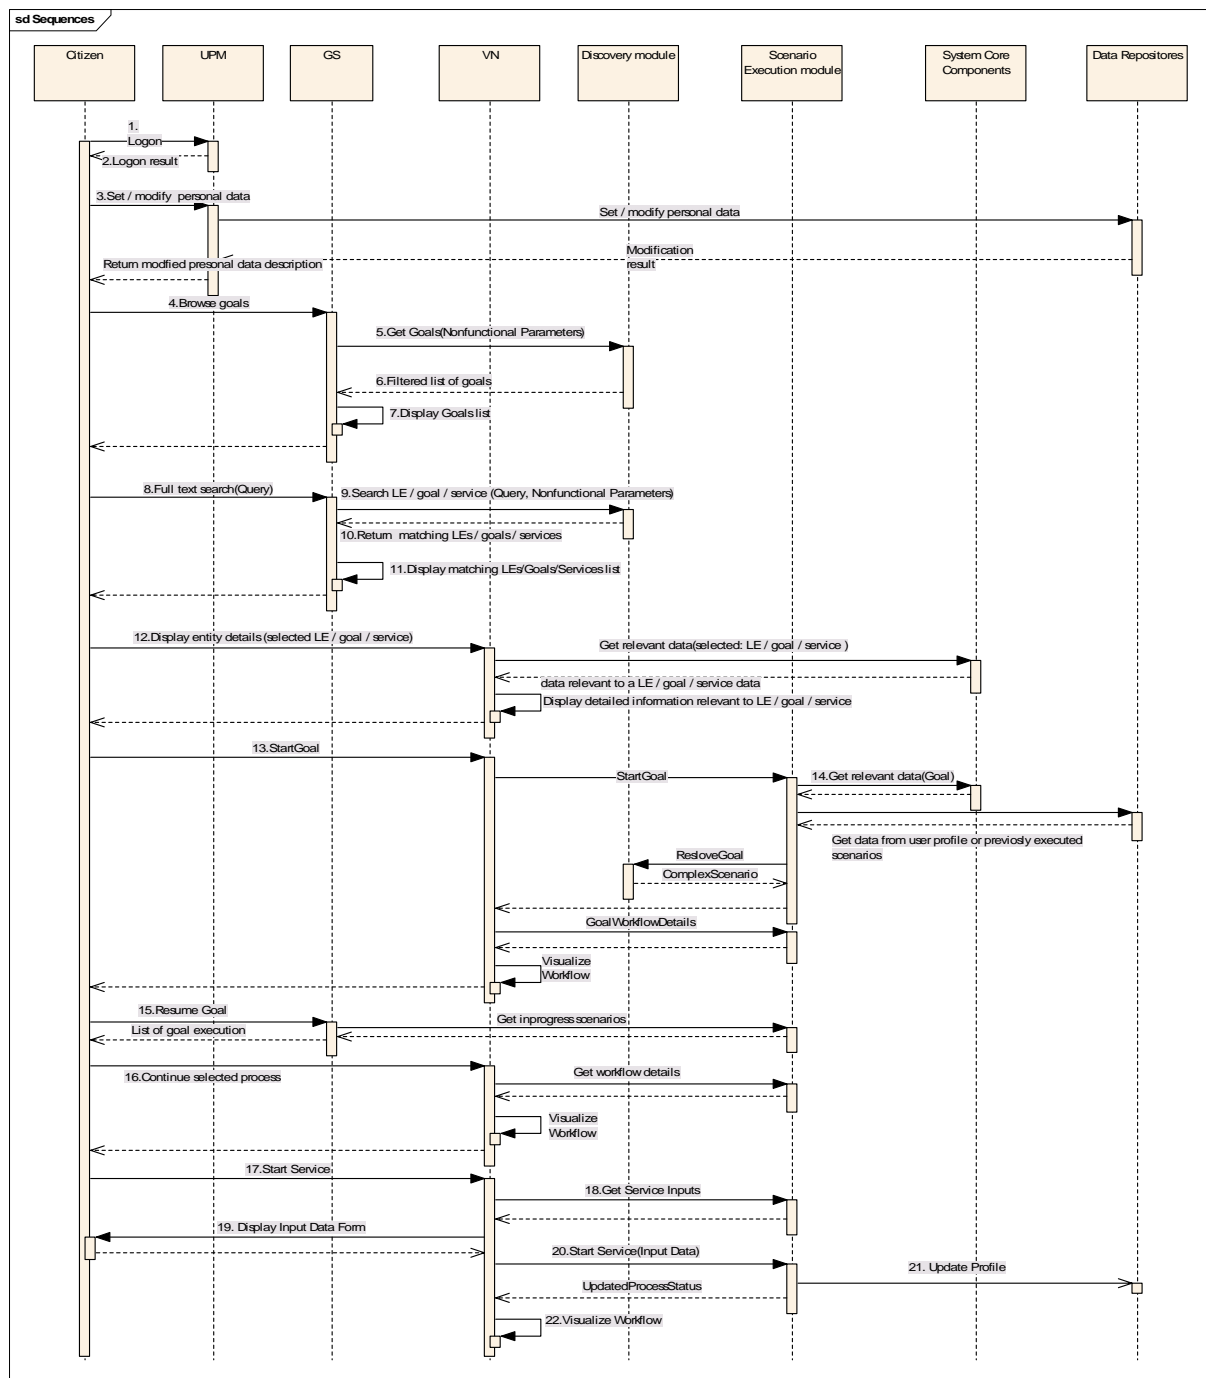 sd Sequences
Citizen
UPM
GS
VN
Discovery module
Scenario
Execution module
System Core
Components
Data Repositores
1.
Logon
2.Logon result
3.Set / modify personal data
Set / modify personal data
Modification
result
Return modfied presonal data description
4.Browse goals
5.Get Goals(Nonfunctional Parameters)
6.Filtered list of goals
7.Display Goals list
8.Full text search(Query)
9.Search LE / goal / service (Query, Nonfunctional Parameters)
10.Return matching LEs / goals / services
11.Display matching LEs/Goals/Services list
12.Display entity details (selected LE / goal / service)
Get relevant data(selected: LE / goal / service )
data relevant to a LE / goal / service data
Display detailed information relevant to LE / goal / service
13.StartGoal
StartGoal
14.Get relevant data(Goal)
Get data from user profile or previosly executed
scenarios
ResloveGoal
ComplexScenario
GoalWorkflowDetails
Visualize
Workflow
15.Resume Goal
Get inprogress scenarios
List of goal execution
16.Continue selected process
Get workflow details
Visualize
Workflow
17.Start Service
18.Get Service Inputs
19. Display Input Data Form
20.Start Service(Input Data)
21. Update Profile
UpdatedProcessStatus
22.Visualize Workflow